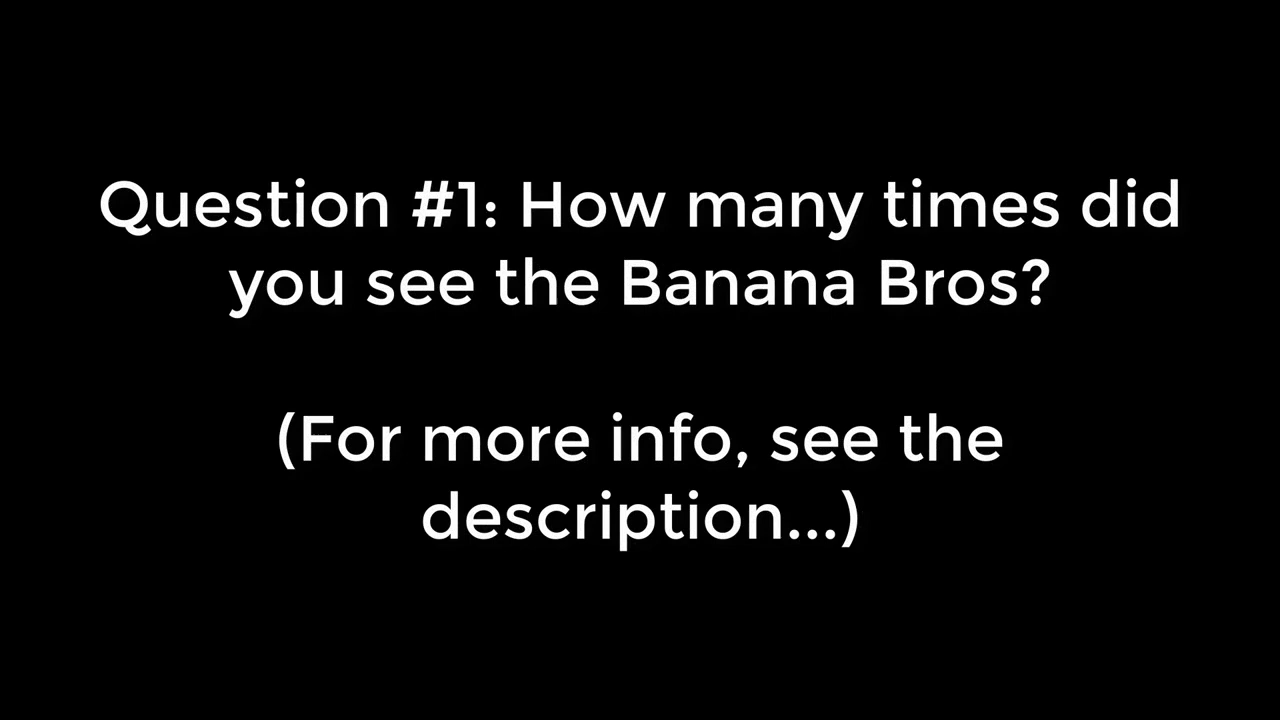 Question #1: How many times did
you see the Banana Bros?
(For more info, see the
description...)